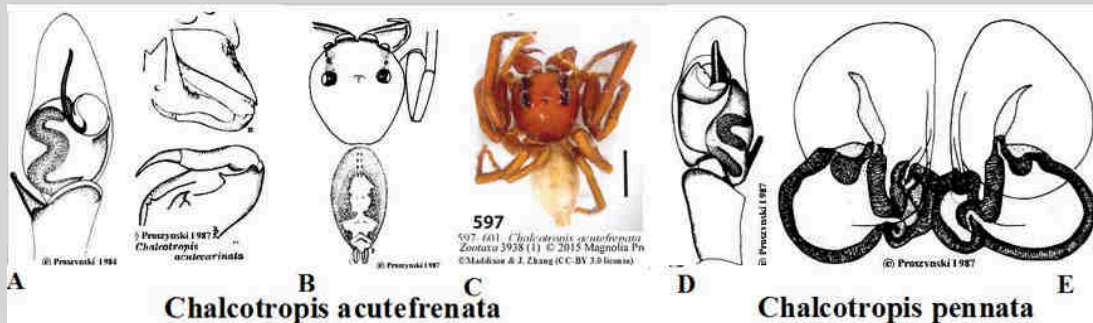 © Proszynski 1984
© Proszynski 1987
Chalcotropis
acutecarinata
© Proszynski 1987
597
597–601. Chalcotropis acutefrenata
Zootaxa 3938 (1) © 2015 Magnolia Pr
©Maddison & J. Zhang (CC-BY 3.0 license)
© Proszynski 1987
© Proszynski 1987
A B C D E
Chalcotropis acutefrenata Chalcotropis pennata